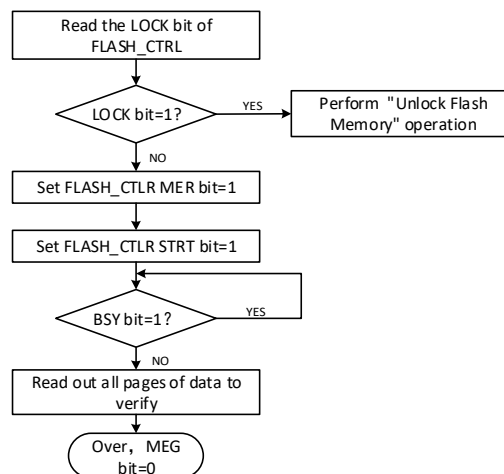 Read the LOCK bit of
FLASH_CTRL
LOCK bit=1?
YES
Perform "Unlock Flash
Memory" operation
NO
Set FLASH_CTLR MER bit=1
Set FLASH_CTLR STRT bit=1
BSY bit=1?
YES
NO
Read out all pages of data to
verify
Over，MEG
bit=0